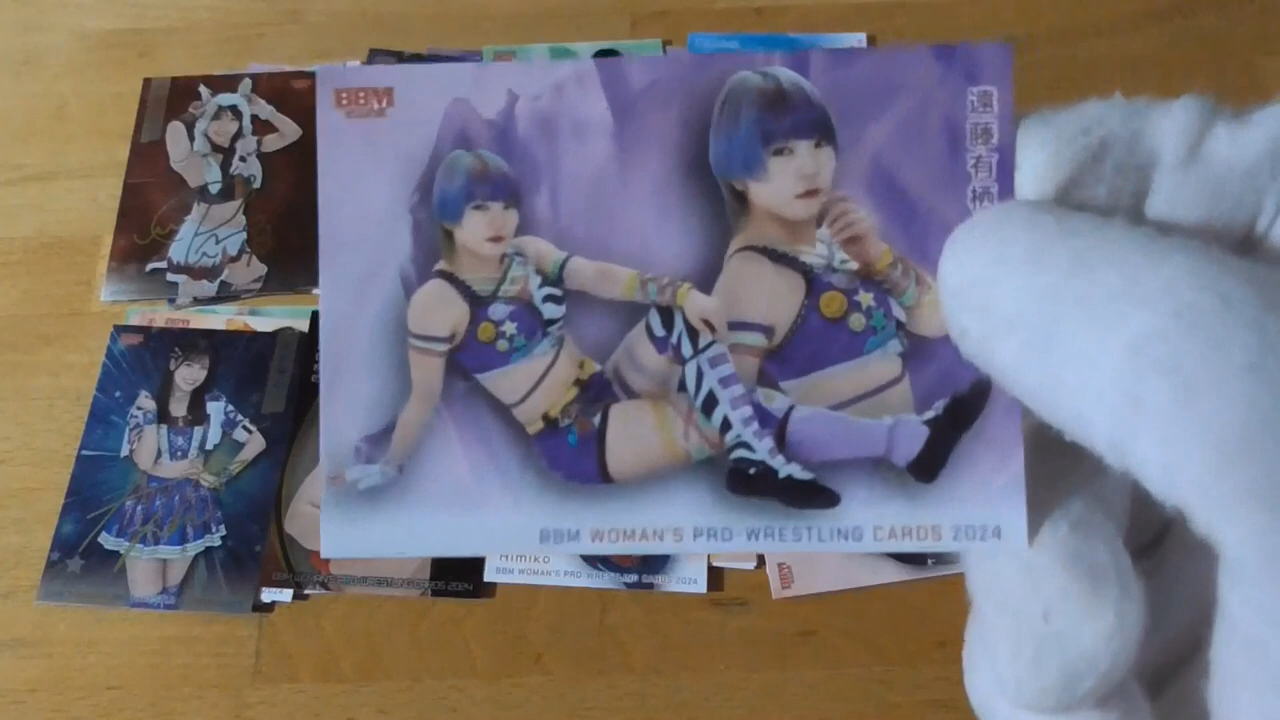 BBM
遠藤有栖
BBM WOMAN'S PRO-WRESTLING CARDS 2024
Himiko
BBM WOMAN'S PRO-WRESTLING CARDS 2024
BBM WOMAN'S PRO-WRESTLING CARDS 2024